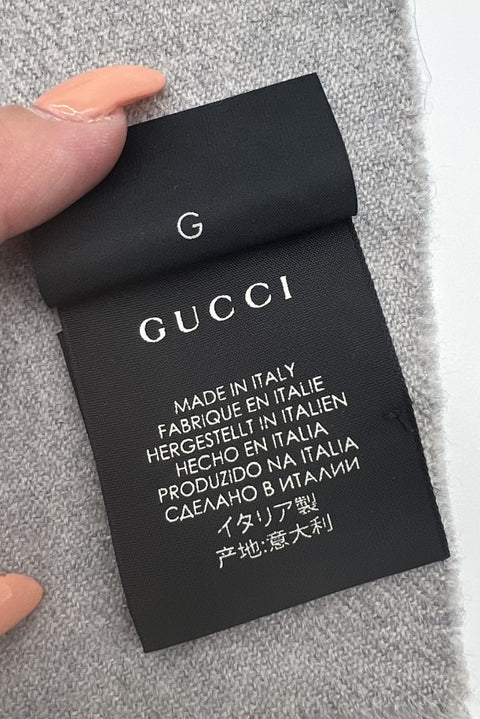 G
GUCCI
MADE IN ITALY
FABRIQUE EN ITALIE
HERGESTELLT IN ITALIEN
HECHO EN ITALIA
PRODUZIDO NA ITALIA
СДЕЛАНО В ИТАЛИИ
イタリア製
产地:意大利